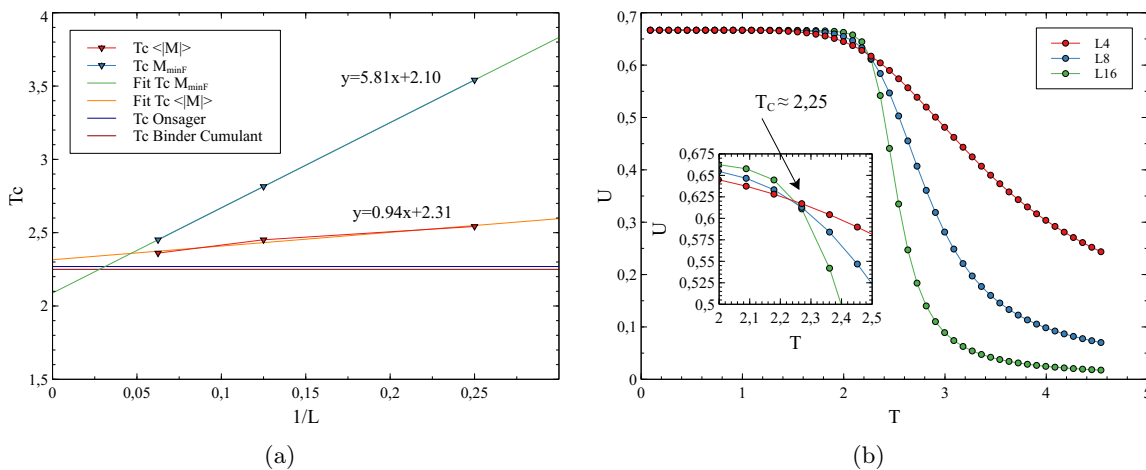 4
3,5
3
2,5
2
1,5
Tc
Tc <|M|>
Tc M_minF
Fit Tc M_minF
Fit Tc <|M|>
Tc Onsager
Tc Binder Cumulant
y=5.81x+2.10
y=0.94x+2.31
0
0,05
0,1
0,15
0,2
0,25
1/L
(a)
0,7
0,6
0,5
0,4
0,3
0,2
0,1
0
U
L4
L8
L16
T_C ≈ 2,25
0,675
0,65
0,625
0,6
0,575
0,55
0,525
0,5
U
2
2,1
2,2
2,3
2,4
2,5
T
0
1
2
3
4
5
T
(b)